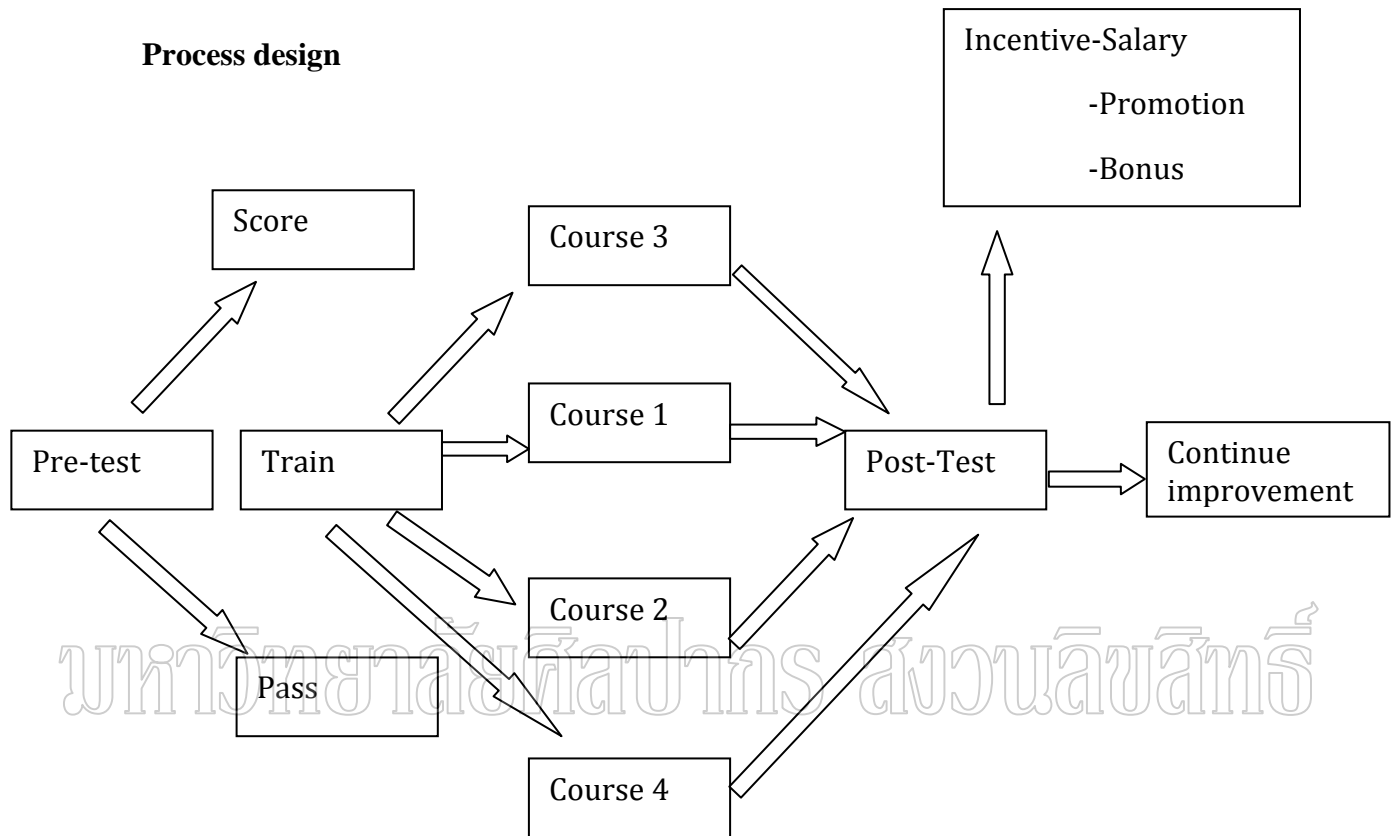 Process design
Incentive-Salary
-Promotion
-Bonus
Score
Course 3
Course 1
Pre-test
Train
Post-Test
Continue
improvement
Course 2
Pass
Course 4
มหาวิทยาลัยศิลปากร สงวนลิขสิทธิ์